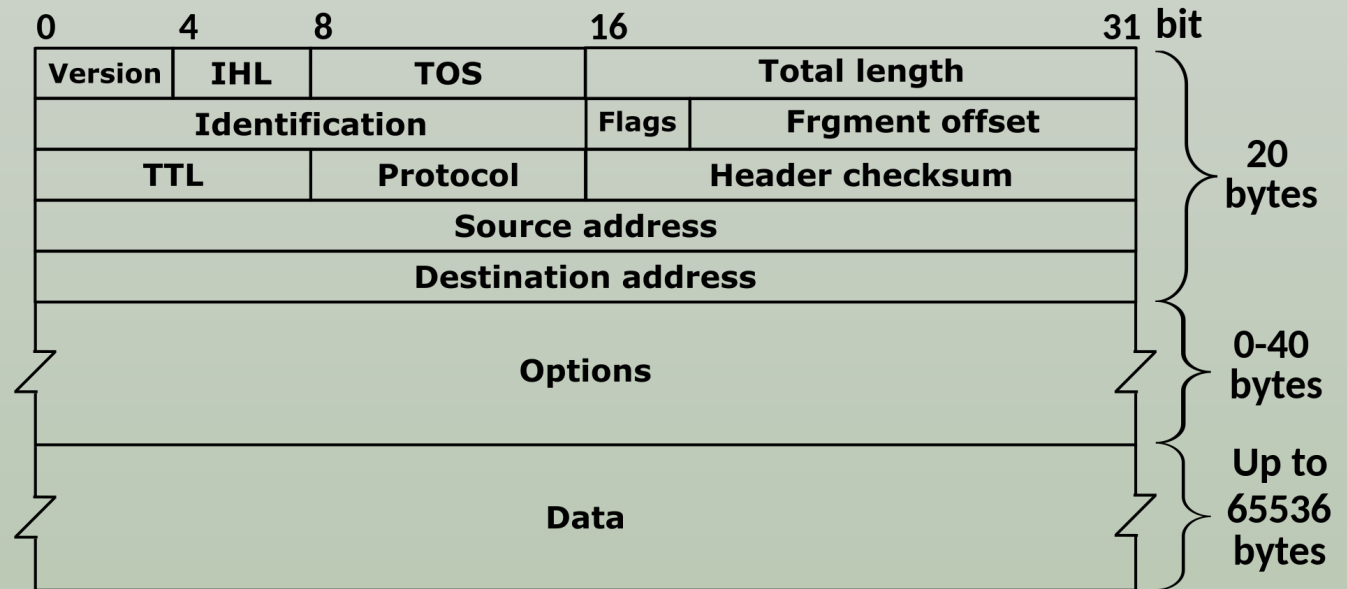 0 4 8 16 31 bit
Version IHL TOS Total length
Identification Flags Frgment offset
TTL Protocol Header checksum
Source address
Destination address
20
bytes
Options
0-40
bytes
Data
Up to
65536
bytes